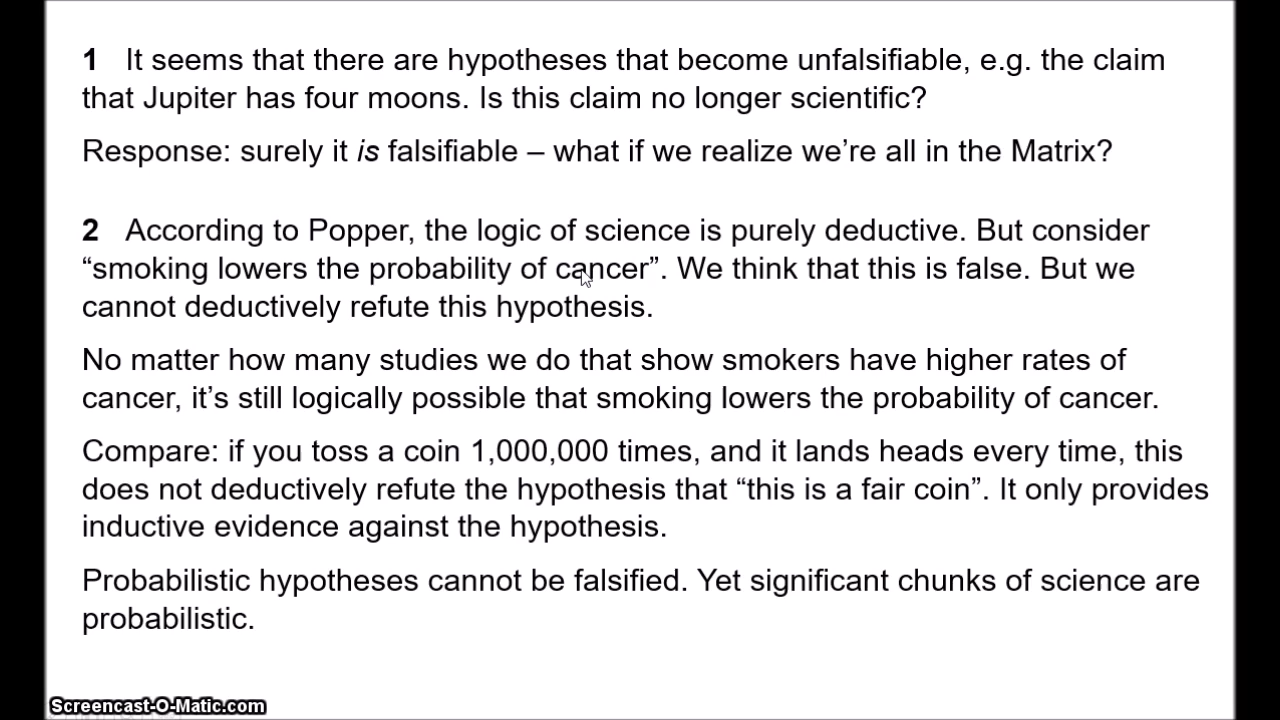 1 It seems that there are hypotheses that become unfalsifiable, e.g. the claim
that Jupiter has four moons. Is this claim no longer scientific?
Response: surely it is falsifiable – what if we realize we’re all in the Matrix?
2 According to Popper, the logic of science is purely deductive. But consider
“smoking lowers the probability of cancer”. We think that this is false. But we
cannot deductively refute this hypothesis.
No matter how many studies we do that show smokers have higher rates of
cancer, it’s still logically possible that smoking lowers the probability of cancer.
Compare: if you toss a coin 1,000,000 times, and it lands heads every time, this
does not deductively refute the hypothesis that “this is a fair coin”. It only provides
inductive evidence against the hypothesis.
Probabilistic hypotheses cannot be falsified. Yet significant chunks of science are
probabilistic.
Screencast-O-Matic.com